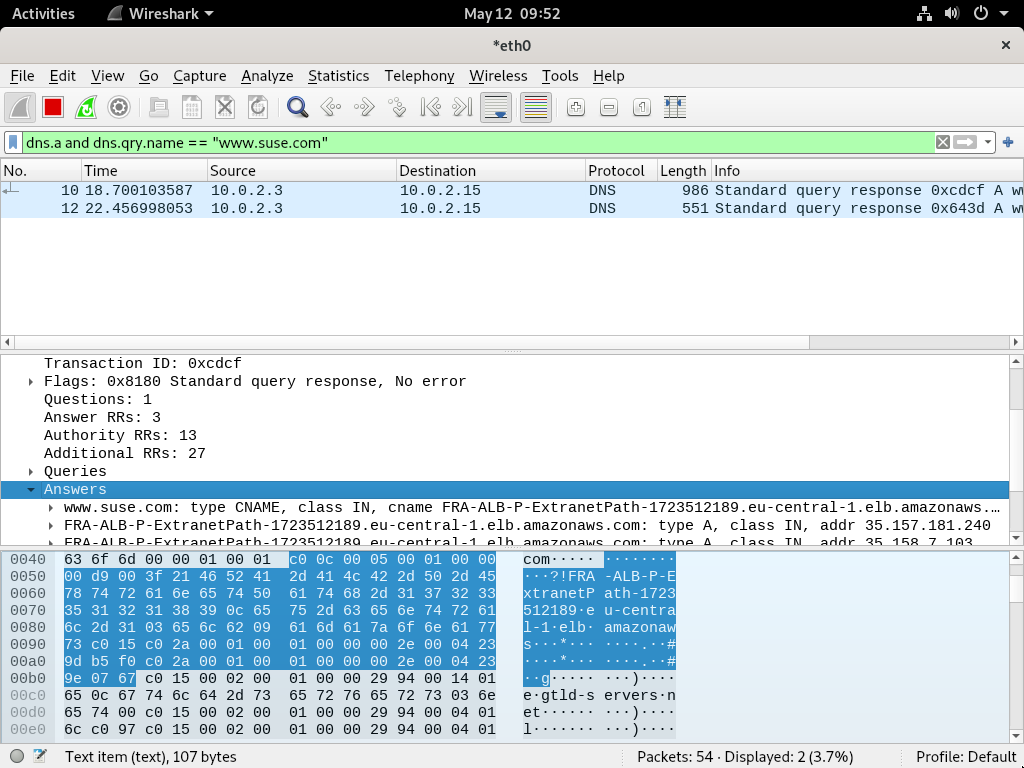 Activities Wireshark May 12 09:52
*eth0 ×
File Edit View Go Capture Analyze Statistics Telephony Wireless Tools Help
dns.a and dns.qry.name == "www.suse.com"
No. Time Source Destination Protocol Length Info
10 18.700103587 10.0.2.3 10.0.2.15 DNS 986 Standard query response 0xcdcf A
12 22.456998053 10.0.2.3 10.0.2.15 DNS 551 Standard query response 0x643d A
Transaction ID: 0xcdcf
Flags: 0x8180 Standard query response, No error
Questions: 1
Answer RRs: 3
Authority RRs: 13
Additional RRs: 27
Queries
Answers
www.suse.com: type CNAME, class IN, cname FRA-ALB-P-ExtranetPath-1723512189.eu-central-1.elb.amazonaws.…
FRA-ALB-P-ExtranetPath-1723512189.eu-central-1.elb.amazonaws.com: type A, class IN, addr 35.157.181.240
FRA-ALB-P-ExtranetPath-1723512189.eu-central-1.elb.amazonaws.com: type A, class IN, addr 35.158.7.103
0040 63 6f 6d 00 00 01 00 01 c0 0c 00 05 00 01 00 00 com····· ········
0050 00 d9 00 3f 21 46 52 41 2d 41 4c 42 2d 50 2d 45 ···?!FRA -ALB-P-E
0060 78 74 72 61 6e 65 74 50 61 74 68 2d 31 37 32 33 xtranetP ath-1723
0070 35 31 32 31 38 39 0c 65 75 2d 63 65 6e 74 72 61 512189·e u-centra
0080 6c 2d 31 03 65 6c 62 09 61 6d 61 7a 6f 6e 61 77 l-1·elb· amazonaw
0090 73 c0 15 c0 2a 00 01 00 01 00 00 00 2e 00 04 23 s···*··· ····.··#
00a0 9d b5 f0 c0 2a 00 01 00 01 00 00 00 2e 00 04 23 ····*··· ····.··#
00b0 9e 07 67 c0 15 00 02 00 01 00 00 29 94 00 14 01 ··g····· ···)····
00c0 65 0c 67 74 6c 64 2d 73 65 72 76 65 72 73 03 6e e·gtld-s ervers·n
00d0 65 74 00 c0 15 00 02 00 01 00 00 29 94 00 04 01 et······ ···)····
00e0 6c c0 97 c0 15 00 02 00 01 00 00 29 94 00 04 01 l······· ···)····
Text item (text), 107 bytes Packets: 54 · Displayed: 2 (3.7%) Profile: Default